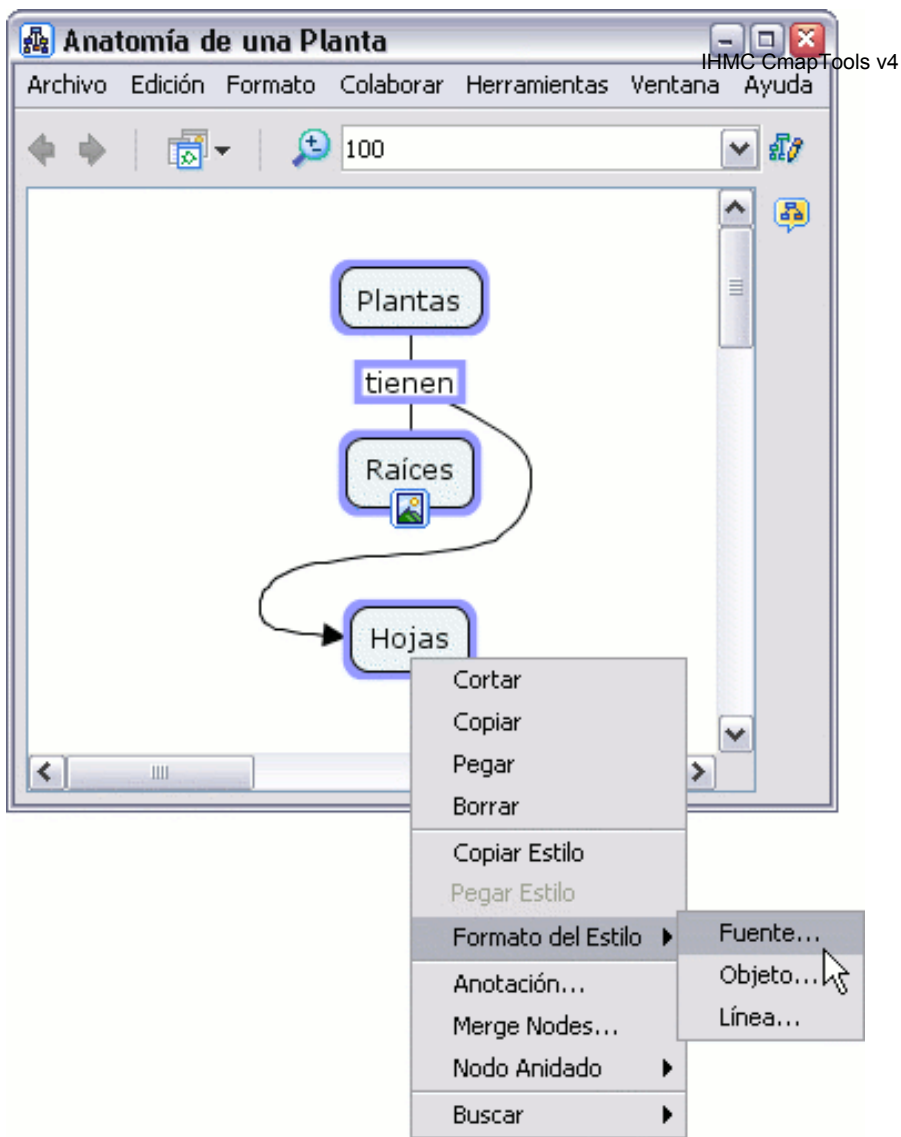 Anatomía de una Planta
IHMC CmapTools v4
Archivo Edición Formato Colaborar Herramientas Ventana Ayuda
100
Plantas
tienen
Raíces
Hojas
Cortar
Copiar
Pegar
Borrar
Copiar Estilo
Pegar Estilo
Formato del Estilo
Fuente...
Objeto...
Línea...
Anotación...
Merge Nodes...
Nodo Anidado
Buscar